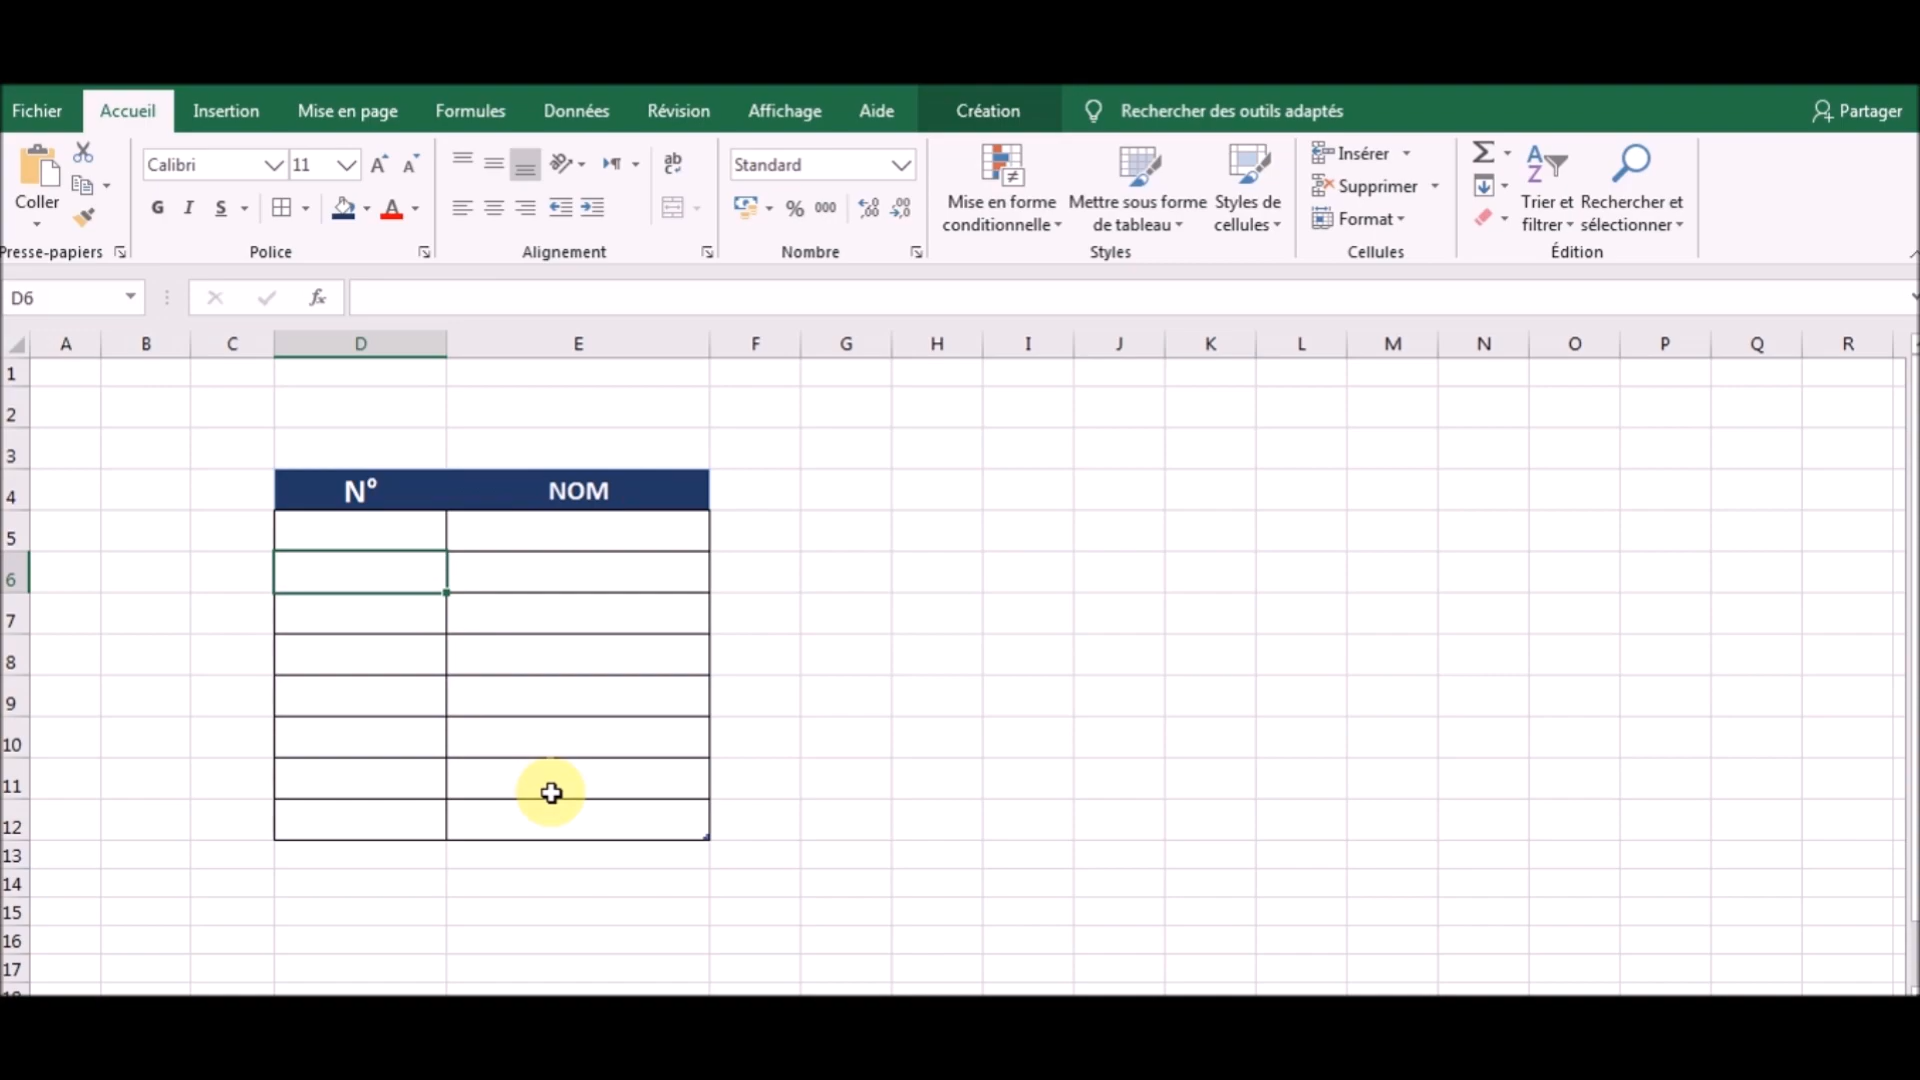 Fichier Accueil Insertion Mise en page Formules Données Révision Affichage Aide Création Rechercher des outils adaptés Partager
Coller
Presse-papiers
Calibri 11
G I S A
Police
ab
Alignement
Standard
% 000
Nombre
Mise en forme conditionnelle
Mettre sous forme de tableau
Styles de cellules
Styles
Insérer
Supprimer
Format
Cellules
Σ
Trier et filtrer
Rechercher et sélectionner
Édition
D6 fx
A B C D E F G H I J K L M N O P Q R
1
2
3
4 N° NOM
5
6
7
8
9
10
11
12
13
14
15
16
17